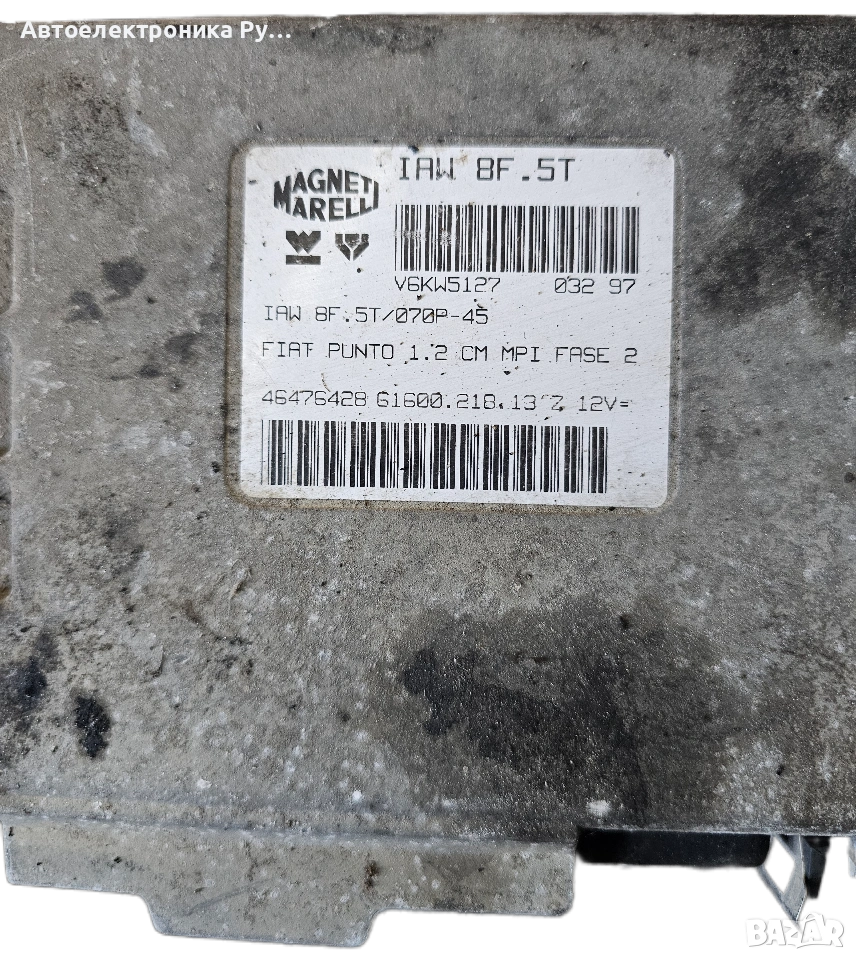 Автоелектроника Ру...
MAGNETI
MARELLI
IAW 8F.5T
V6KW5127 032 97
IAW 8F.5T/070P-45
FIAT PUNTO 1.2 CM MPI FASE 2
46476428 61600.218.13 Z 12V=
BAZAR